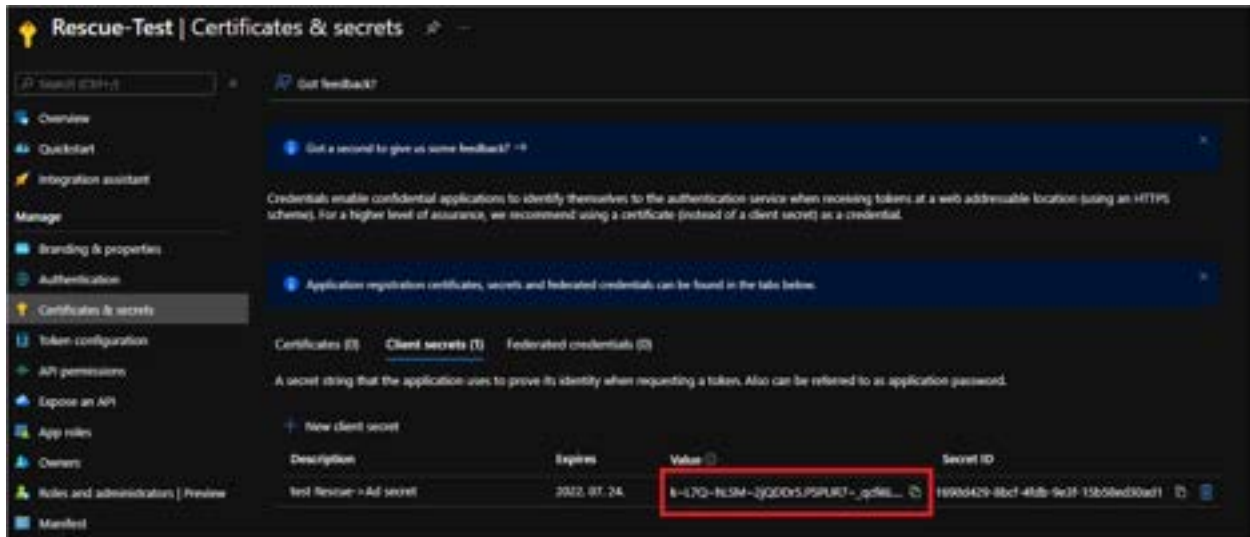 Rescue-Test | Certificates & secrets
Search (Ctrl+/)
Got feedback?
Overview
Quickstart
Integration assistant
Manage
Branding & properties
Authentication
Certificates & secrets
Token configuration
API permissions
Expose an API
App roles
Owners
Roles and administrators | Preview
Manifest
Got a second to give us some feedback?
Credentials enable confidential applications to identify themselves to the authentication service when receiving tokens at a web addressable location (using an HTTPS
scheme). For a higher level of assurance, we recommend using a certificate (instead of a client secret) as a credential.
Application registration certificates, secrets and federated credentials can be found in the tabs below.
Certificates (0) Client secrets (1) Federated credentials (0)
A secret string that the application uses to prove its identity when requesting a token. Also can be referred to as application password.
New client secret
Description Expires Value Secret ID
test Rescue->Ad secret 2022. 07. 24.